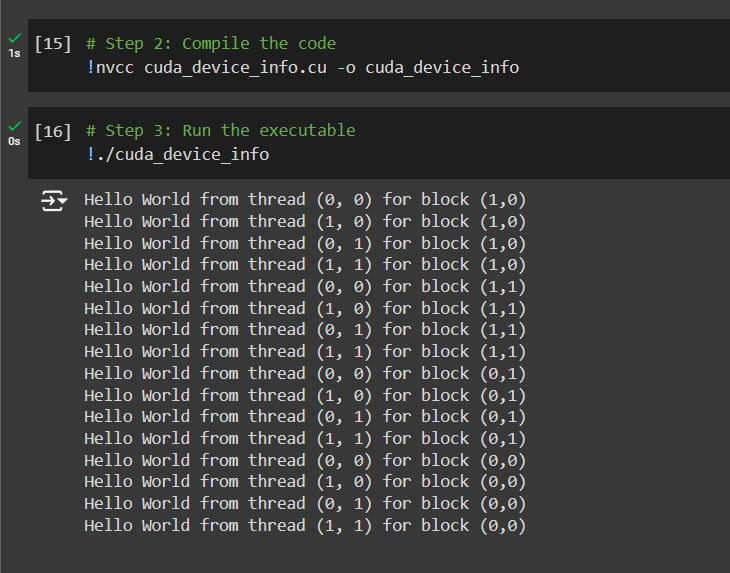 [15] # Step 2: Compile the code
1s
!nvcc cuda_device_info.cu -o cuda_device_info
[16] # Step 3: Run the executable
0s
!./cuda_device_info
Hello World from thread (0, 0) for block (1,0)
Hello World from thread (1, 0) for block (1,0)
Hello World from thread (0, 1) for block (1,0)
Hello World from thread (1, 1) for block (1,0)
Hello World from thread (0, 0) for block (1,1)
Hello World from thread (1, 0) for block (1,1)
Hello World from thread (0, 1) for block (1,1)
Hello World from thread (1, 1) for block (1,1)
Hello World from thread (0, 0) for block (0,1)
Hello World from thread (1, 0) for block (0,1)
Hello World from thread (0, 1) for block (0,1)
Hello World from thread (1, 1) for block (0,1)
Hello World from thread (0, 0) for block (0,0)
Hello World from thread (1, 0) for block (0,0)
Hello World from thread (0, 1) for block (0,0)
Hello World from thread (1, 1) for block (0,0)